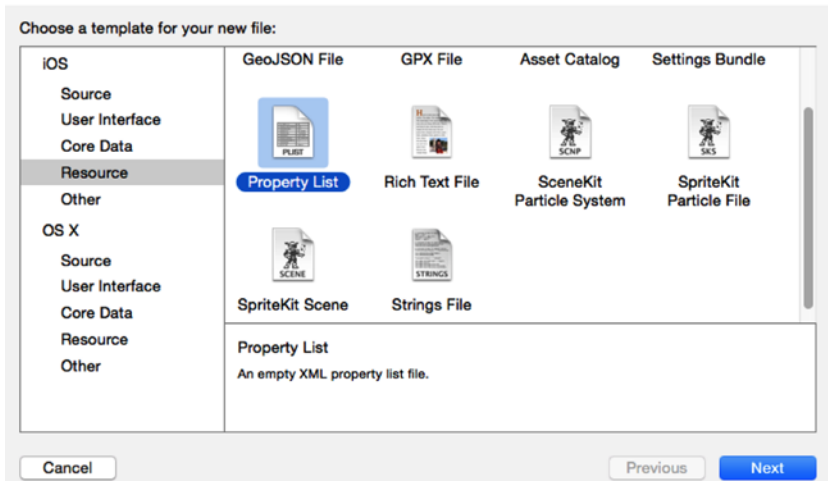 Choose a template for your new file:
iOS
Source
User Interface
Core Data
Resource
Other
OS X
Source
User Interface
Core Data
Resource
Other
GeoJSON File GPX File Asset Catalog Settings Bundle
PLIST SCNP SKS
Property List Rich Text File SceneKit Particle System SpriteKit Particle File
SCENE STRINGS
SpriteKit Scene Strings File
Property List
An empty XML property list file.
Cancel Previous Next